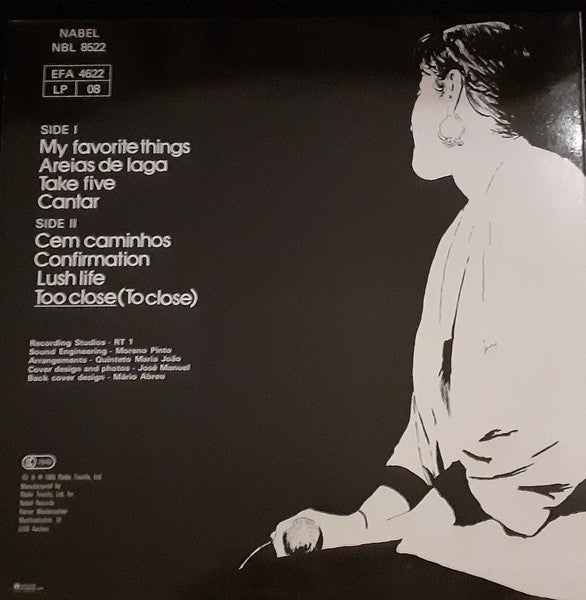 NABEL
NBL 8522
EFA 4622
LP 08
SIDE I
My favorite things
Areias de laga
Take five
Cantar
SIDE II
Cem caminhos
Confirmation
Lush life
Too close (To close)
Recording Studios - RT 1
Sound Engineering - Moreno Pinto
Arrangements - Quinteto Maria João
Cover design and photos - José Manuel
Back cover design - Mário Abreu
Manufactured by
Rádio Triunfo, Ltd. for
Nabel Records